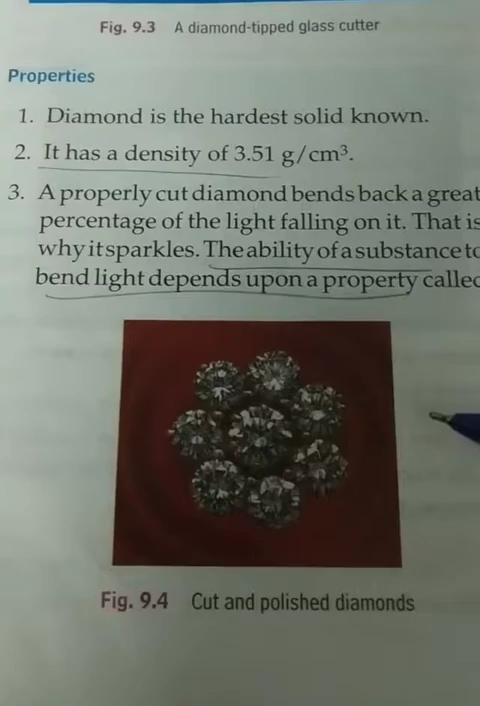 Fig. 9.3 A diamond-tipped glass cutter
Properties
1. Diamond is the hardest solid known.
2. It has a density of 3.51 g/cm³.
3. A properly cut diamond bends back a great
percentage of the light falling on it. That is
why it sparkles. The ability of a substance to
bend light depends upon a property called
Fig. 9.4 Cut and polished diamonds